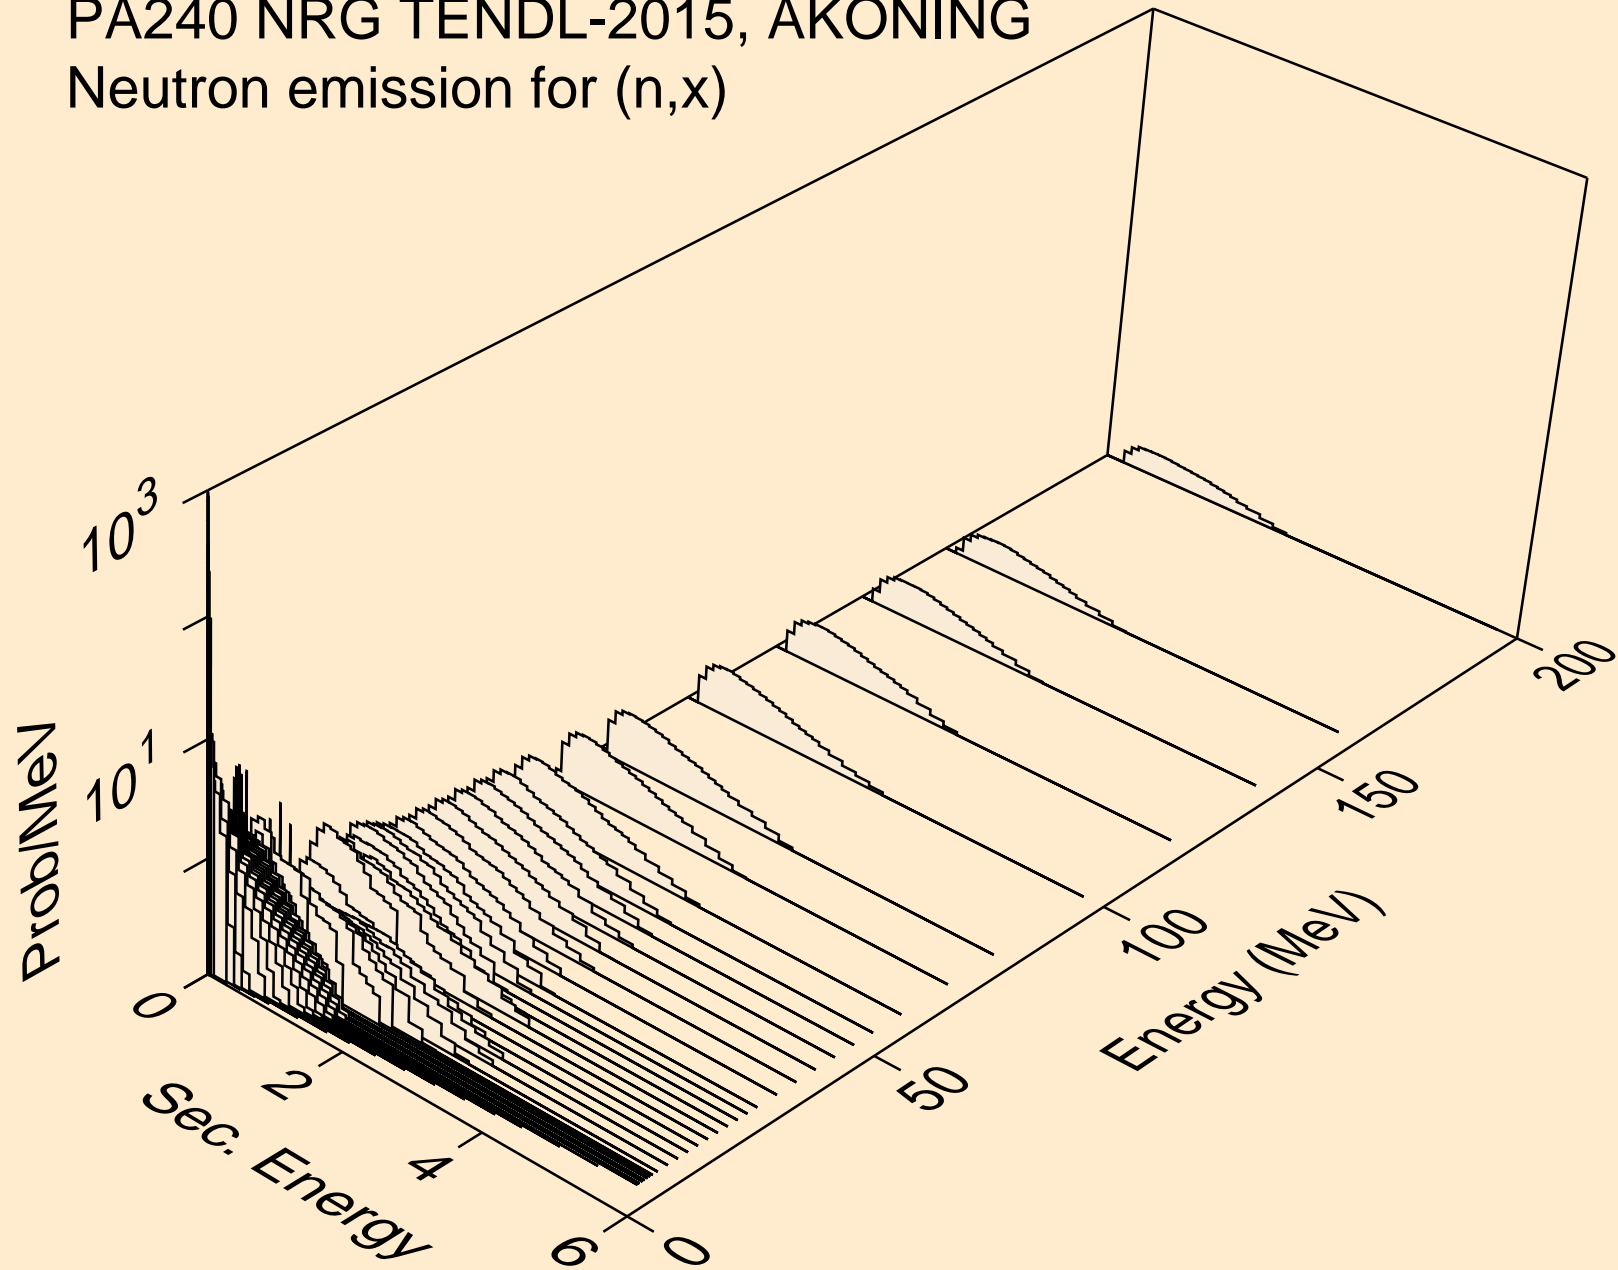 PA240 NRG TENDL-2015, AKONING
Neutron emission for (n,x)
10^3
10^1
Prob/MeV
0
2
4
6
Sec. Energy
0
50
100
150
200
Energy (MeV)